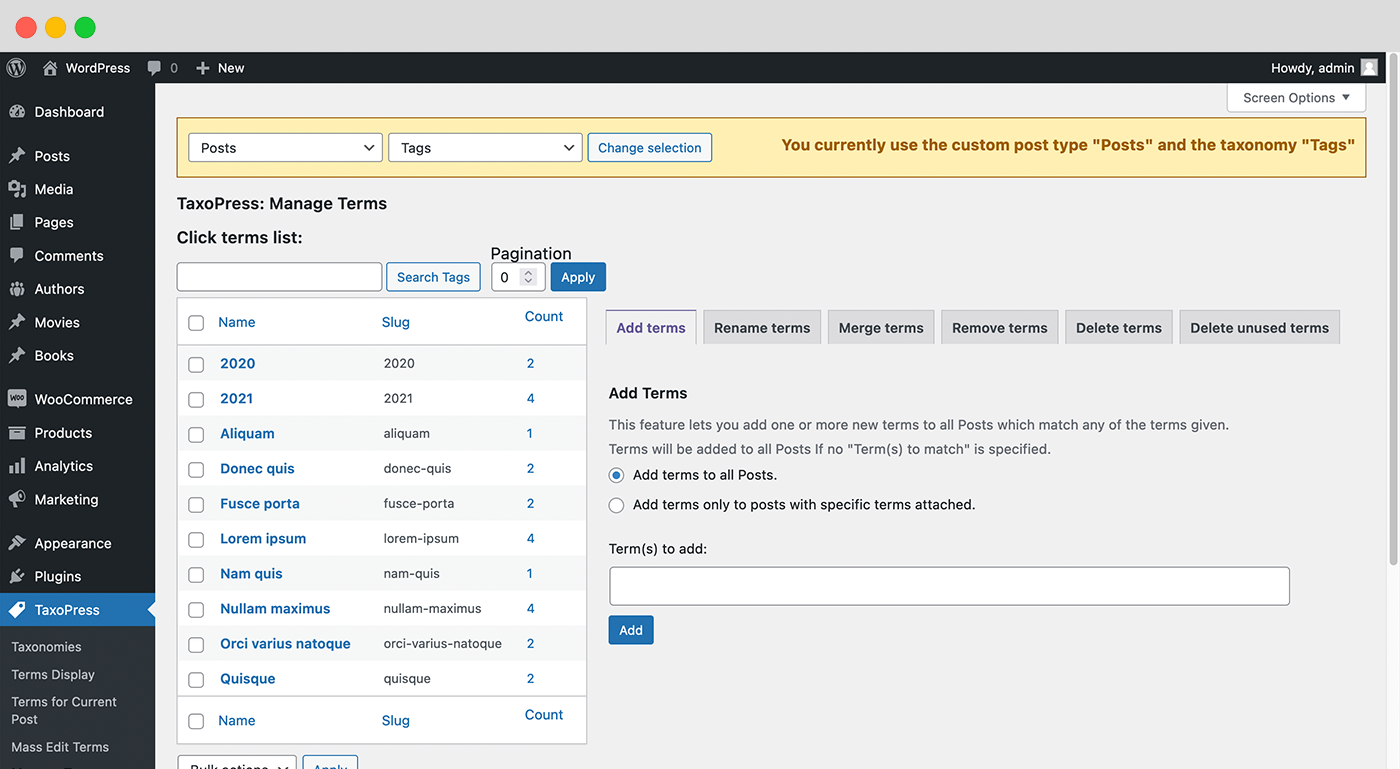 WordPress 0 New Howdy, admin
Screen Options
Dashboard
Posts
Media
Pages
Comments
Authors
Movies
Books
WOO WooCommerce
Products
Analytics
Marketing
Appearance
Plugins
TaxoPress
Taxonomies
Terms Display
Terms for Current
Post
Mass Edit Terms
Posts Tags Change selection You currently use the custom post type "Posts" and the taxonomy "Tags"
TaxoPress: Manage Terms
Click terms list:
Pagination
Search Tags 0 Apply
Name Slug Count
2020 2020 2
2021 2021 4
Aliquam aliquam 1
Donec quis donec-quis 2
Fusce porta fusce-porta 2
Lorem ipsum lorem-ipsum 4
Nam quis nam-quis 1
Nullam maximus nullam-maximus 4
Orci varius natoque orci-varius-natoque 2
Quisque quisque 2
Name Slug Count
Bulk actions Apply
Add terms Rename terms Merge terms Remove terms Delete terms Delete unused terms
Add Terms
This feature lets you add one or more new terms to all Posts which match any of the terms given.
Terms will be added to all Posts If no "Term(s) to match" is specified.
Add terms to all Posts.
Add terms only to posts with specific terms attached.
Term(s) to add:
Add